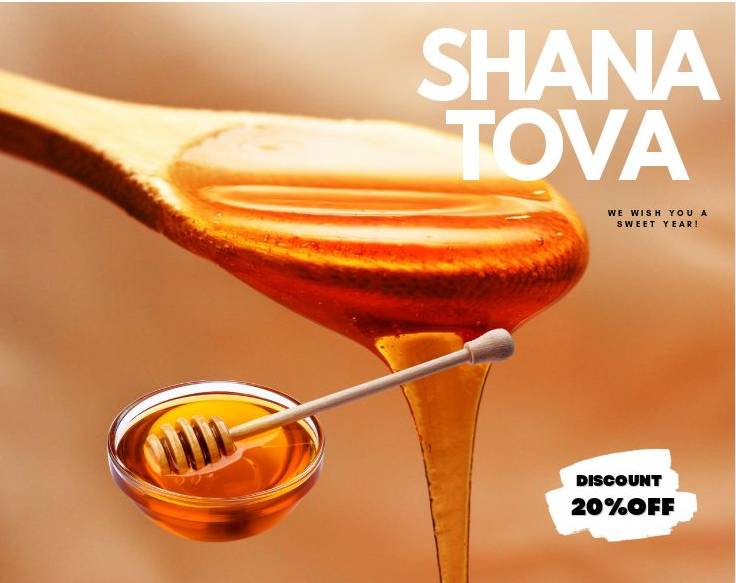 SHANA
TOVA
WE WISH YOU A
SWEET YEAR!
DISCOUNT
20%OFF